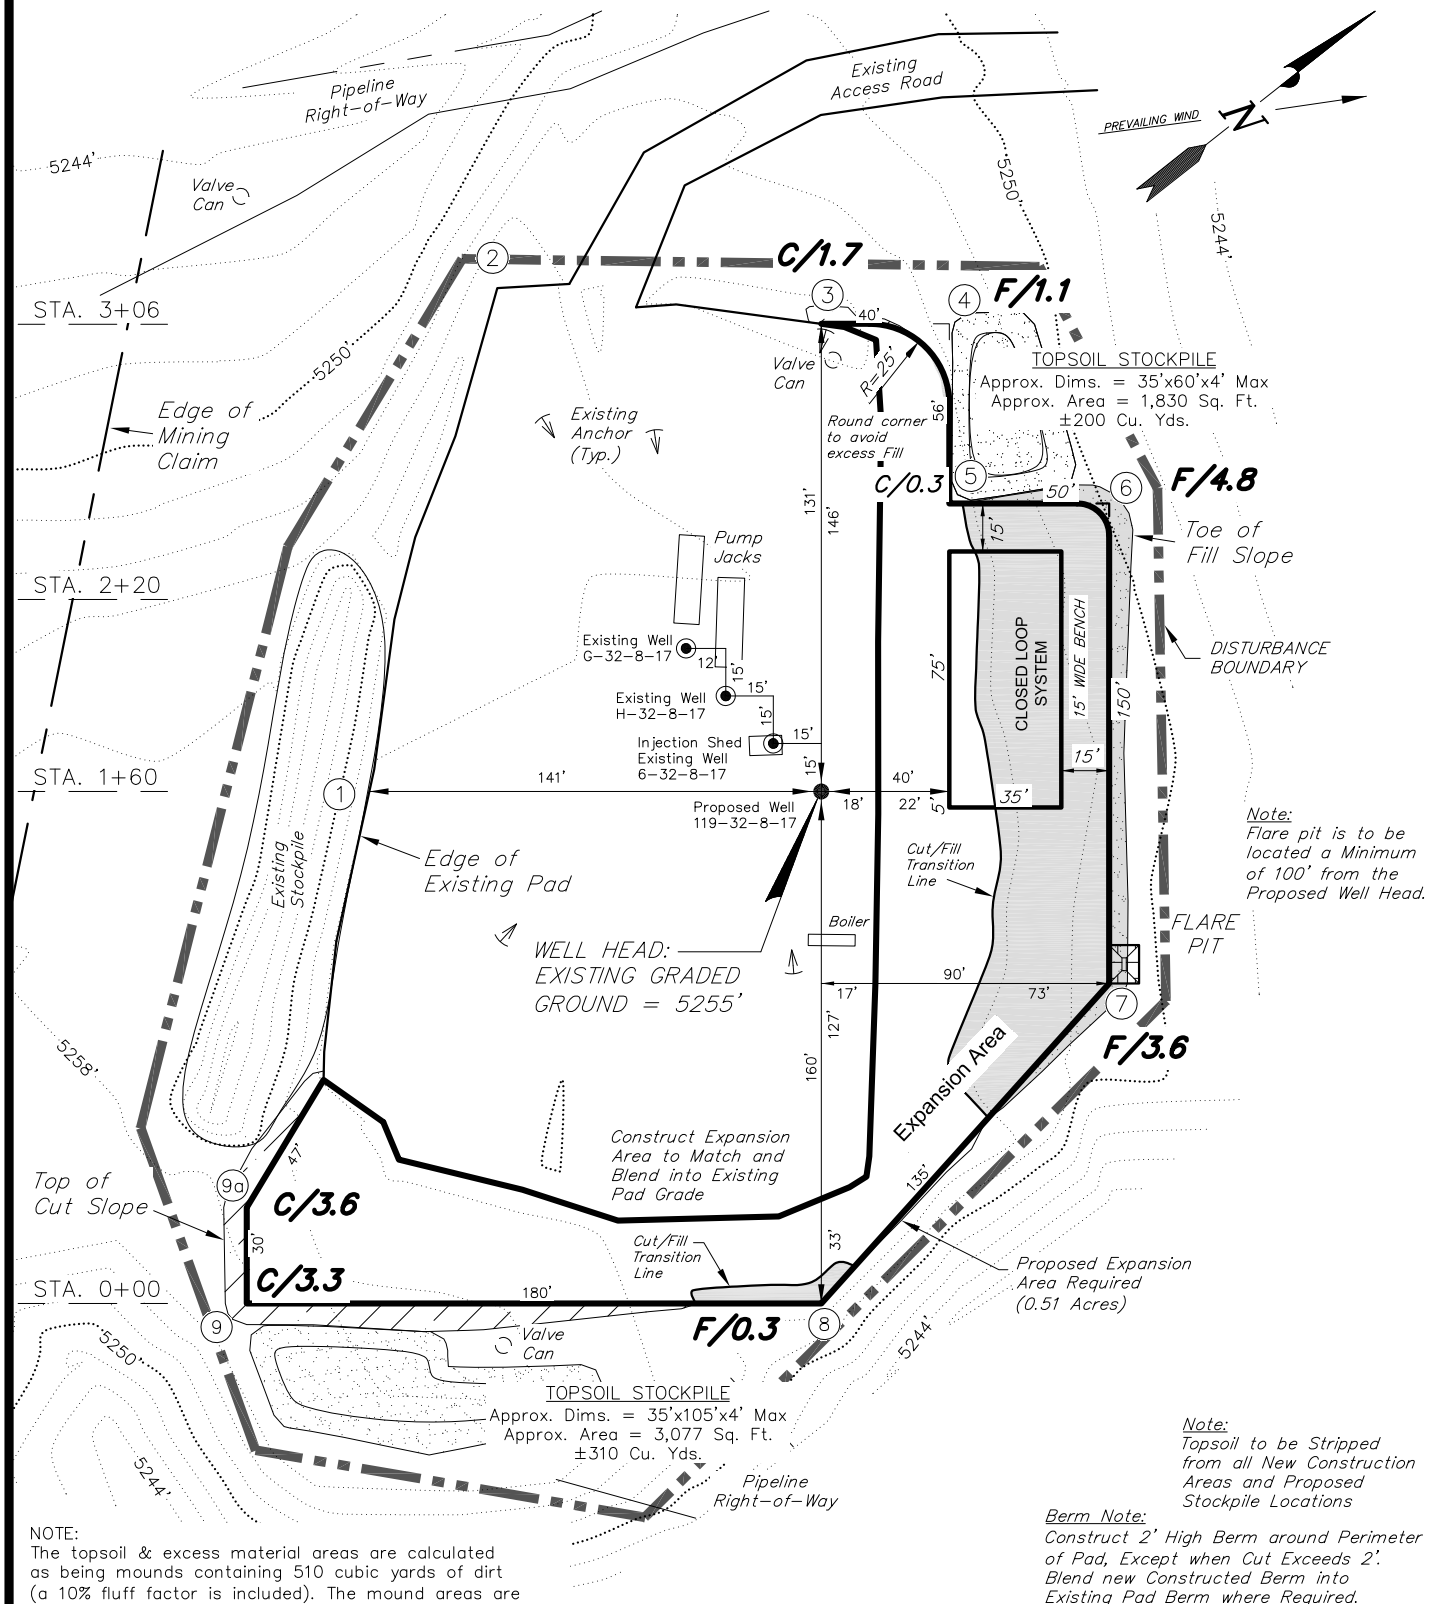 Pipeline
Right-of-Way
Existing
Access Road
PREVAILING WIND
N
5244'
Valve
Can
5250'
5244'
2
C/1.7
F/1.1
STA. 3+06
3
40'
4
5250'
Valve
Can
R=25'
TOPSOIL STOCKPILE
Approx. Dims. = 35'x60'x4' Max
Approx. Area = 1,830 Sq. Ft.
±200 Cu. Yds.
Edge of
Mining
Claim
Existing
Anchor
(Typ.)
56'
Round corner
to avoid
excess Fill
C/0.3
5
50'
6
F/4.8
131'
146'
15'
Toe of
Fill Slope
Pump
Jacks
STA. 2+20
Existing Well
G-32-8-17
12'
15'
Existing Well
H-32-8-17
15'
15'
Injection Shed
Existing Well
6-32-8-17
15'
15'
75'
CLOSED LOOP
SYSTEM
15' WIDE BENCH
150'
DISTURBANCE
BOUNDARY
STA. 1+60
1
141'
40'
15'
Proposed Well
119-32-8-17
18'
22'
5'
35'
Note:
Flare pit is to be
located a Minimum
of 100' from the
Proposed Well Head.
Existing
Stockpile
Edge of
Existing Pad
Cut/Fill
Transition
Line
Boiler
FLARE
PIT
WELL HEAD:
EXISTING GRADED
GROUND = 5255'
90'
17'
73'
7
127'
160'
F/3.6
5258'
Expansion Area
Construct Expansion
Area to Match and
Blend into Existing
Pad Grade
47'
135'
Top of
Cut Slope
9a
C/3.6
30'
33'
Cut/Fill
Transition
Line
Proposed Expansion
Area Required
(0.51 Acres)
C/3.3
STA. 0+00
180'
9
F/0.3
8
5244'
5250'
Valve
Can
TOPSOIL STOCKPILE
Approx. Dims. = 35'x105'x4' Max
Approx. Area = 3,077 Sq. Ft.
±310 Cu. Yds.
5244'
Pipeline
Right-of-Way
Note:
Topsoil to be Stripped
from all New Construction
Areas and Proposed
Stockpile Locations
NOTE:
The topsoil & excess material areas are calculated
as being mounds containing 510 cubic yards of dirt
(a 10% fluff factor is included). The mound areas are
Berm Note:
Construct 2' High Berm around Perimeter
of Pad, Except when Cut Exceeds 2'.
Blend new Constructed Berm into
Existing Pad Berm where Required.